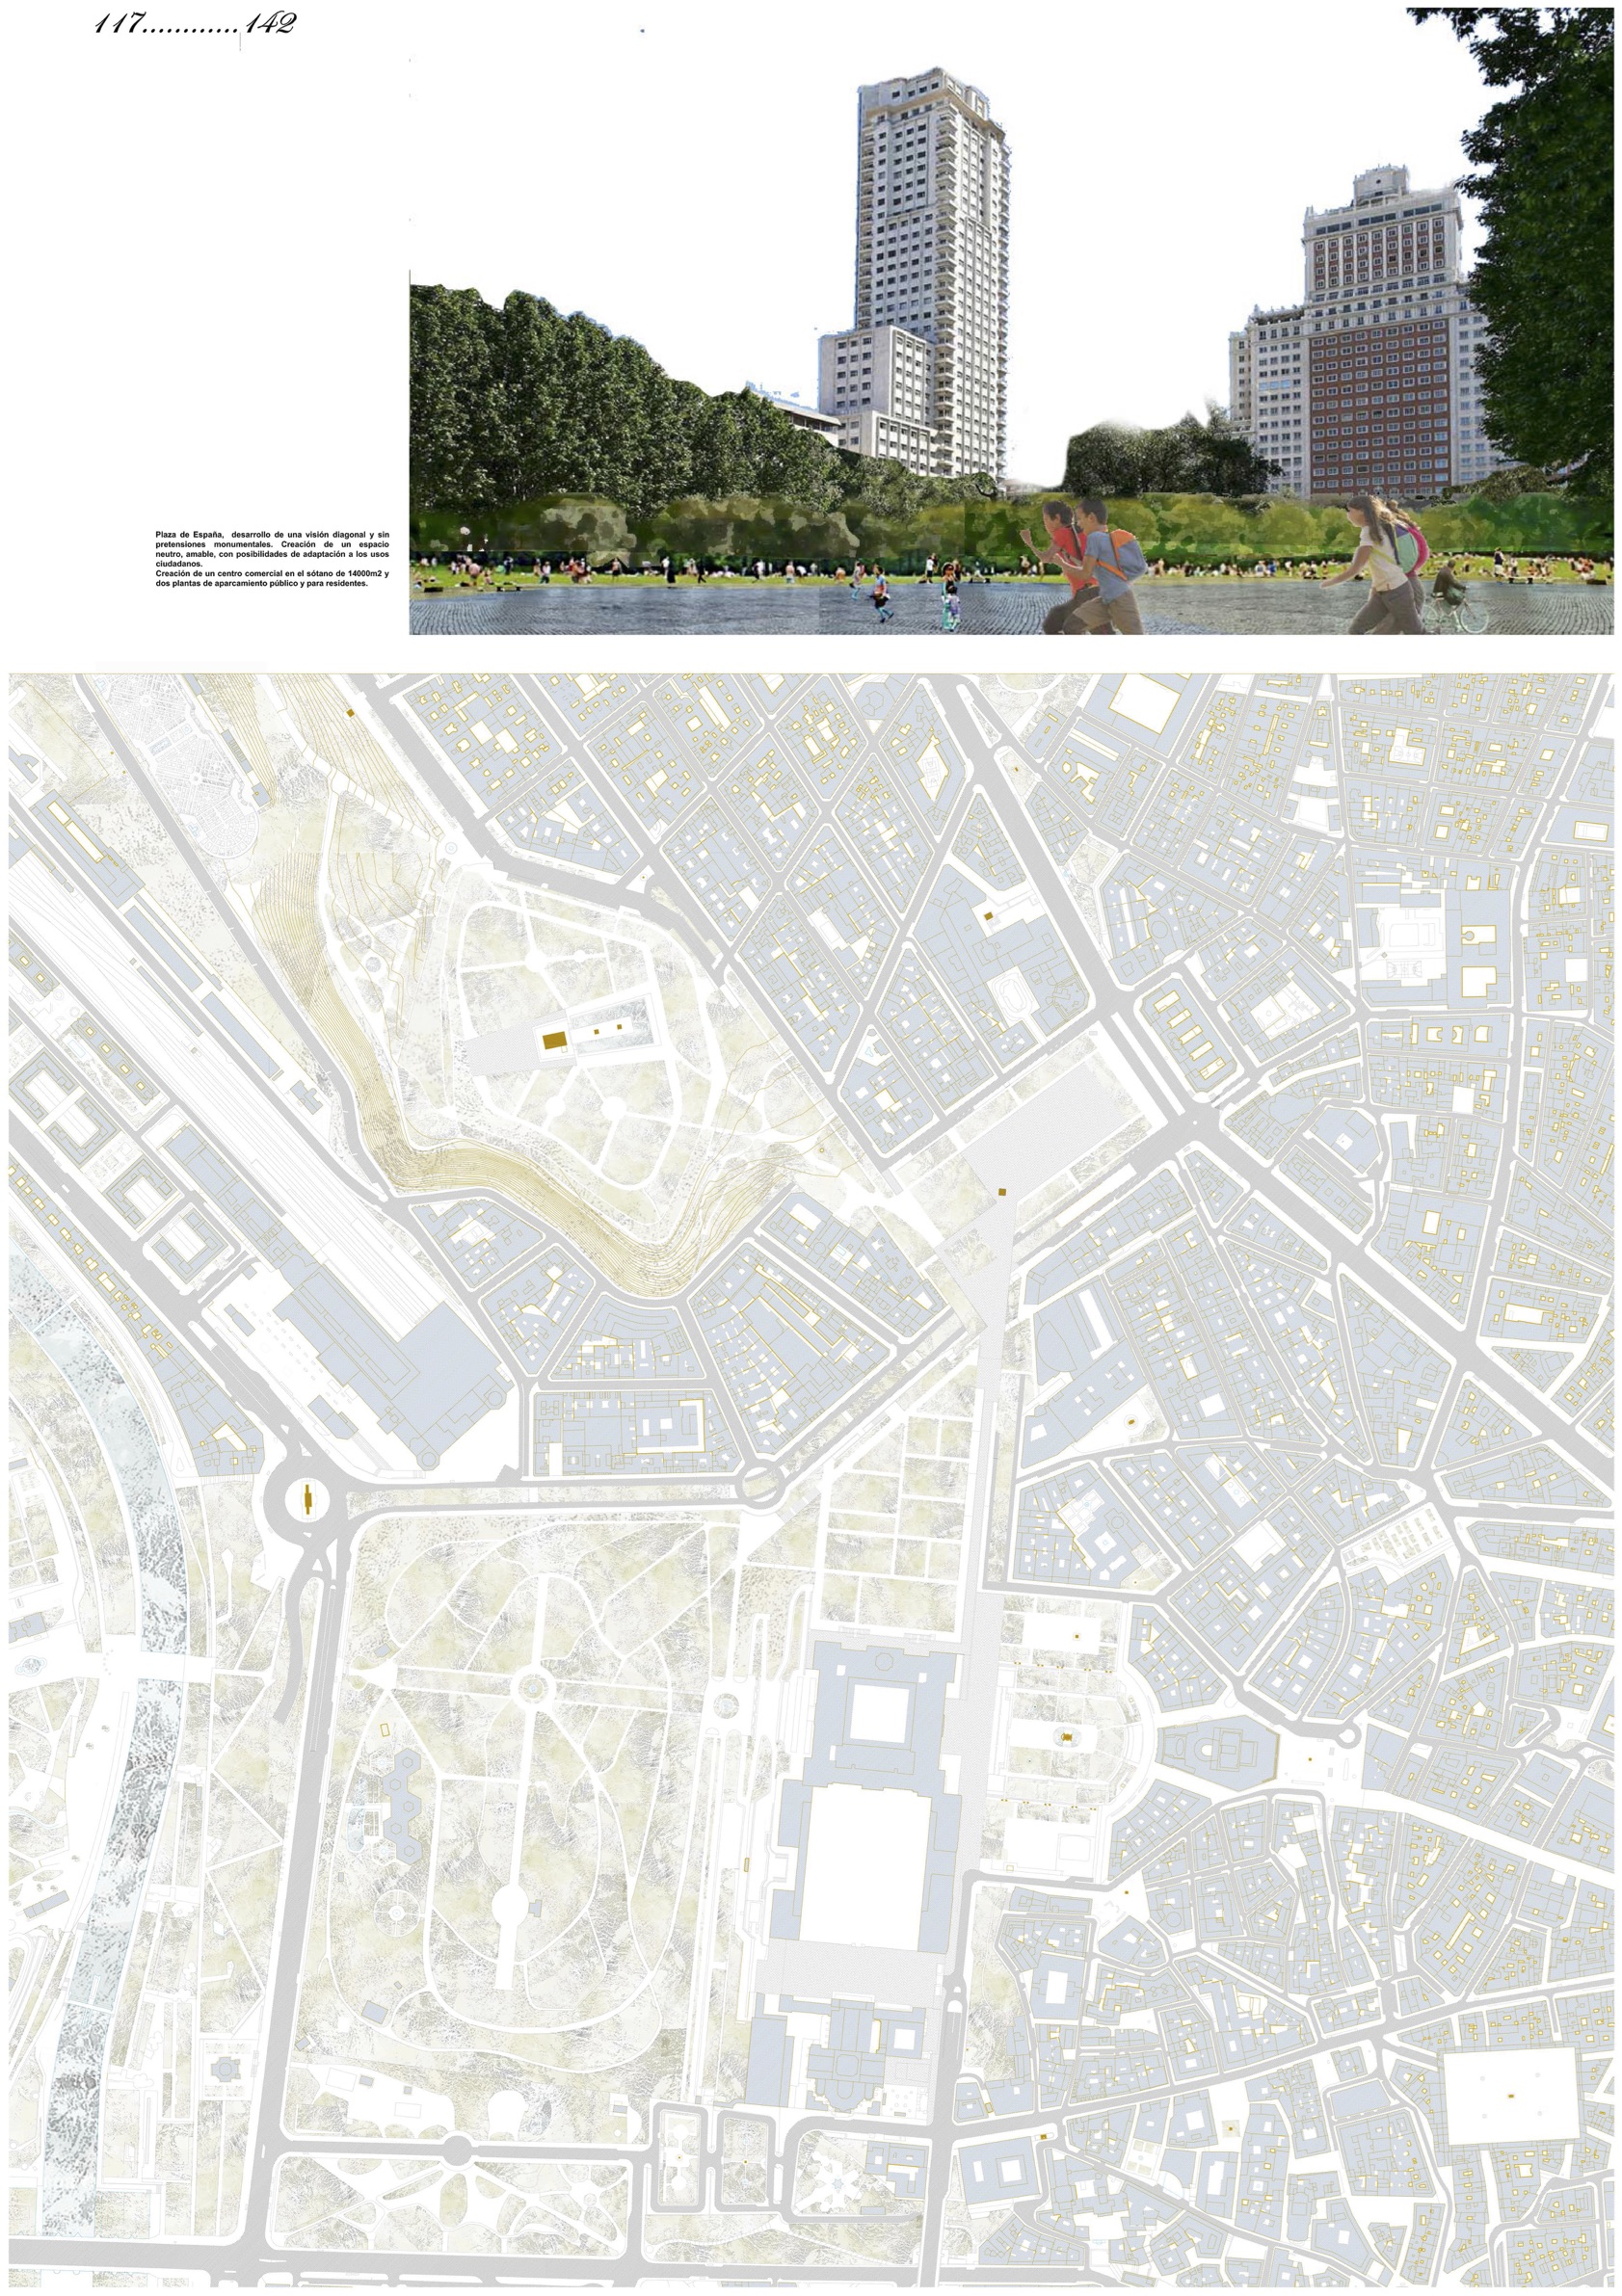 117............142
Plaza de España, desarrollo de una visión diagonal y sin
pretensiones monumentales. Creación de un espacio
neutro, amable, con posibilidades de adaptación a los usos
ciudadanos.
Creación de un centro comercial en el sótano de 14000m2 y
dos plantas de aparcamiento público y para residentes.